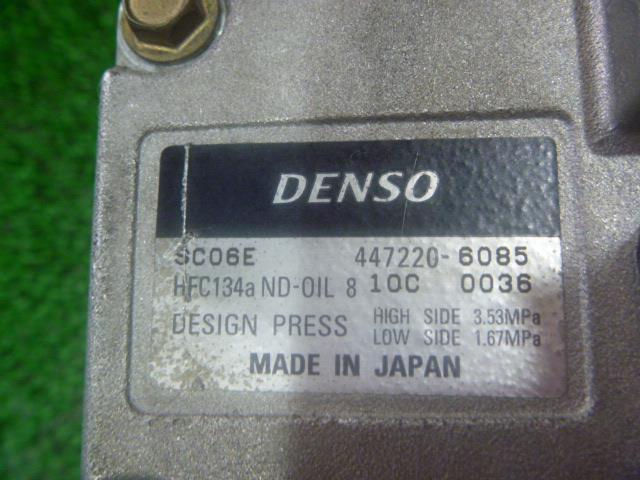 DENSO
SC06E 447220-6085
HFC134a ND-OIL 8 10C 0036
DESIGN PRESS HIGH SIDE 3.53MPa
LOW SIDE 1.67MPa
MADE IN JAPAN